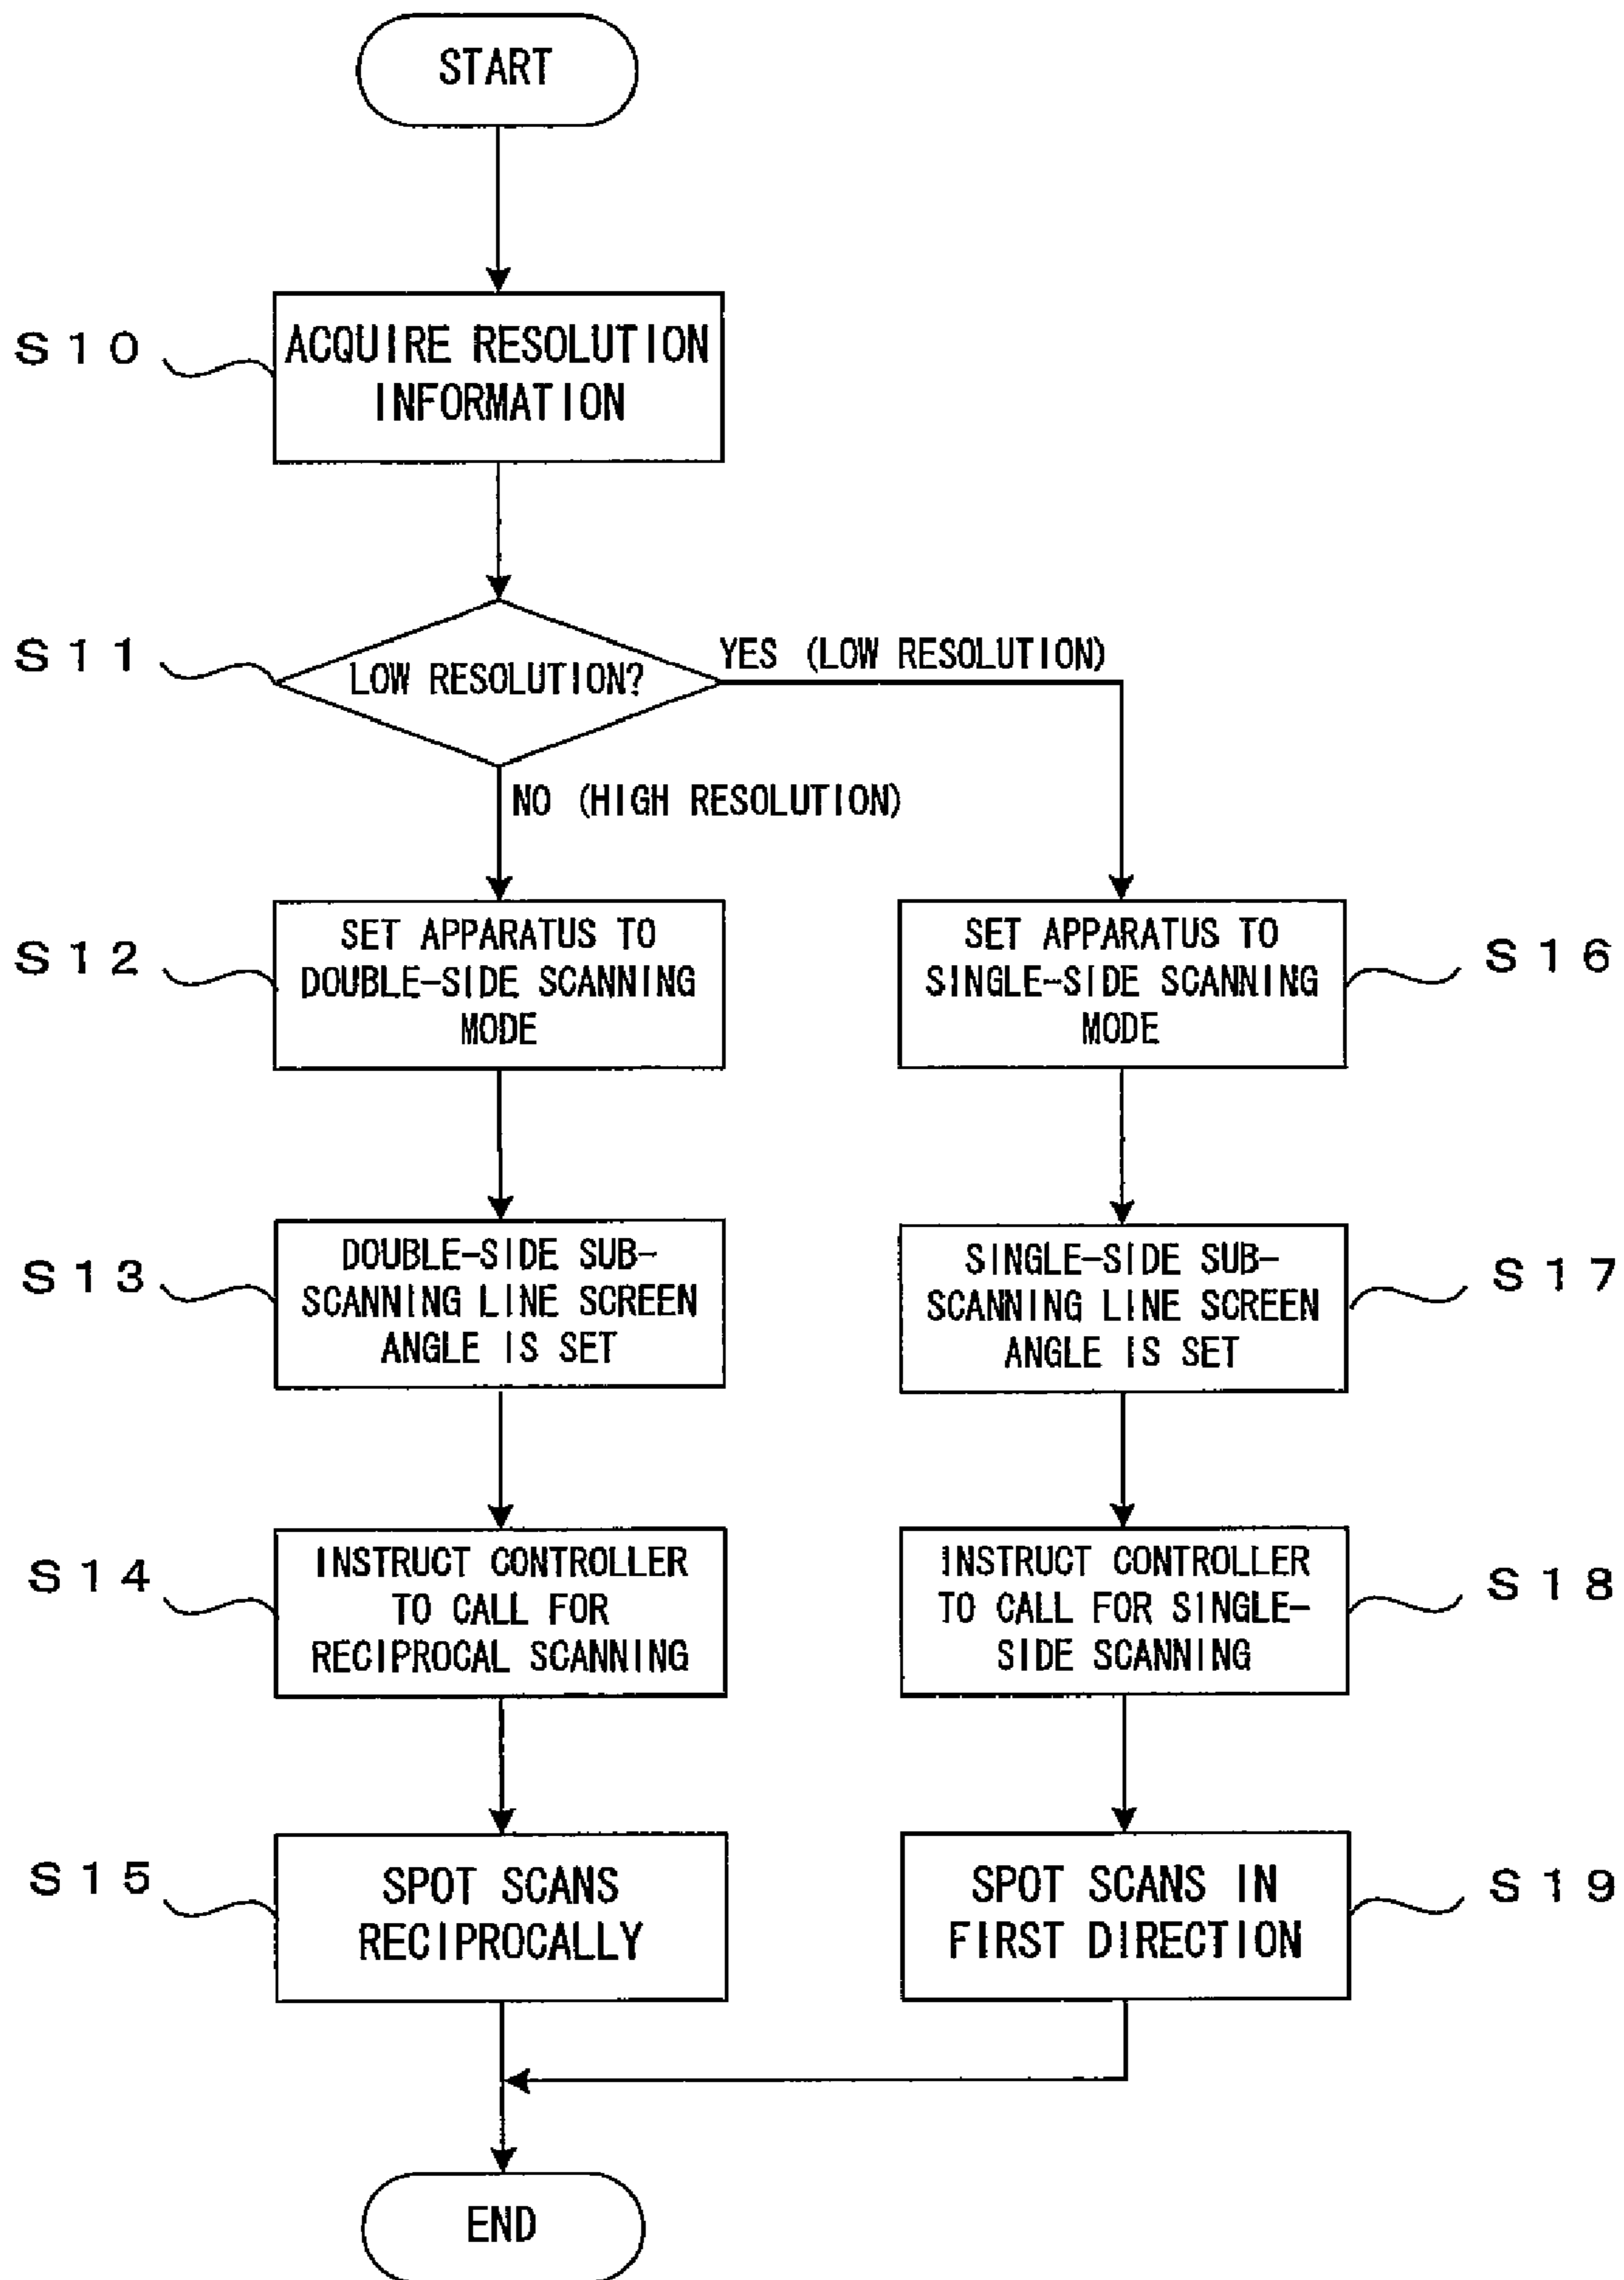 START
S10
ACQUIRE RESOLUTION
INFORMATION
S11
LOW RESOLUTION?
YES (LOW RESOLUTION)
NO (HIGH RESOLUTION)
S12
SET APPARATUS TO
DOUBLE-SIDE SCANNING
MODE
SET APPARATUS TO
SINGLE-SIDE SCANNING
MODE
S16
S13
DOUBLE-SIDE SUB-
SCANNING LINE SCREEN
ANGLE IS SET
SINGLE-SIDE SUB-
SCANNING LINE SCREEN
ANGLE IS SET
S17
S14
INSTRUCT CONTROLLER
TO CALL FOR
RECIPROCAL SCANNING
INSTRUCT CONTROLLER
TO CALL FOR SINGLE-
SIDE SCANNING
S18
S15
SPOT SCANS
RECIPROCALLY
SPOT SCANS IN
FIRST DIRECTION
S19
END